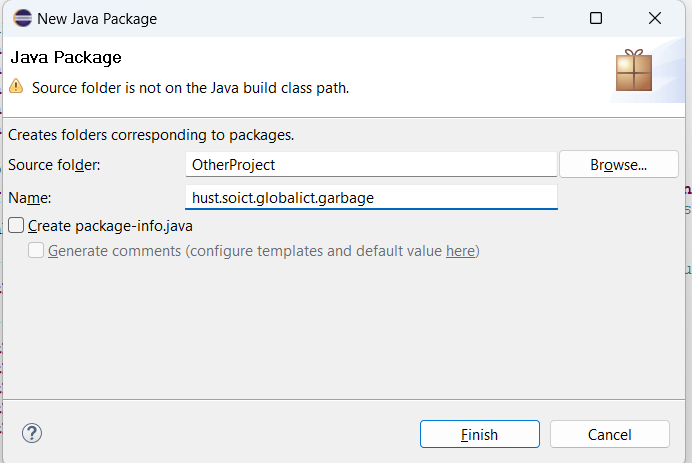 New Java Package
Java Package
Source folder is not on the Java build class path.
Creates folders corresponding to packages.
Source folder: OtherProject Browse...
Name: hust.soict.globalict.garbage
Create package-info.java
Generate comments (configure templates and default value here)
Finish Cancel